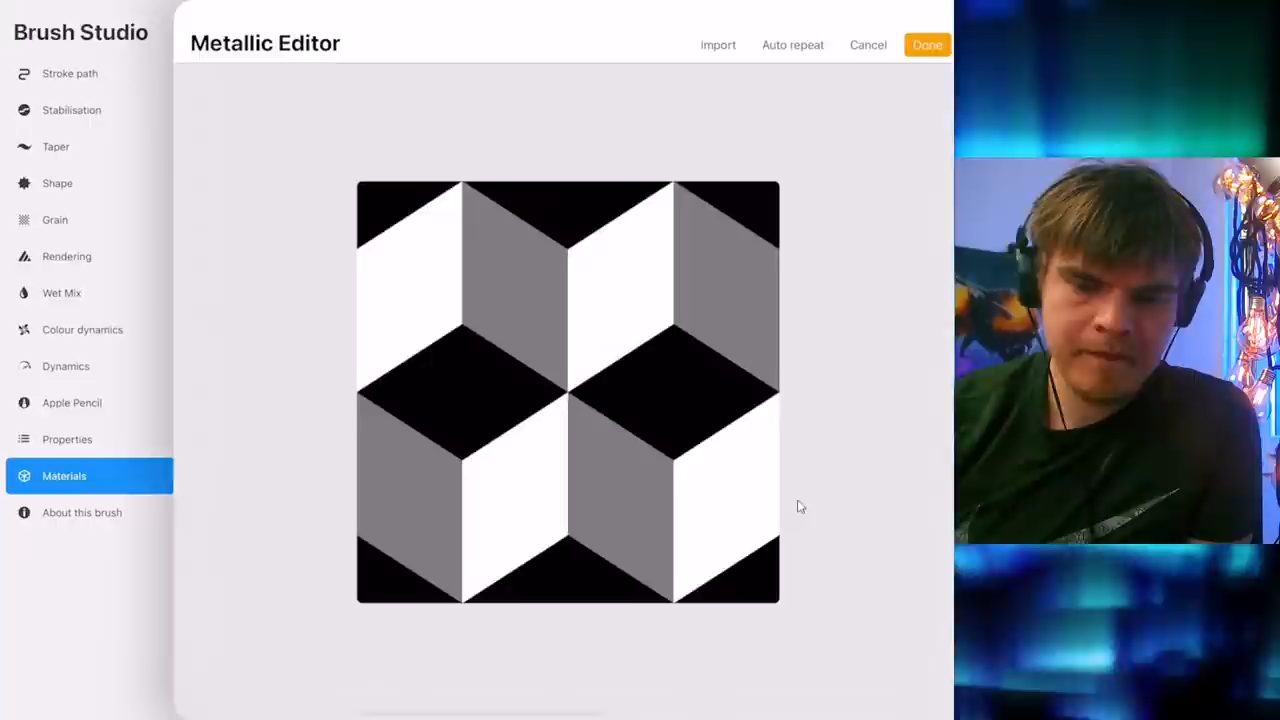 Brush Studio
Stroke path
Stabilisation
Taper
Shape
Grain
Rendering
Wet Mix
Colour dynamics
Dynamics
Apple Pencil
Properties
Materials
About this brush
Metallic Editor
Import
Auto repeat
Cancel
Done